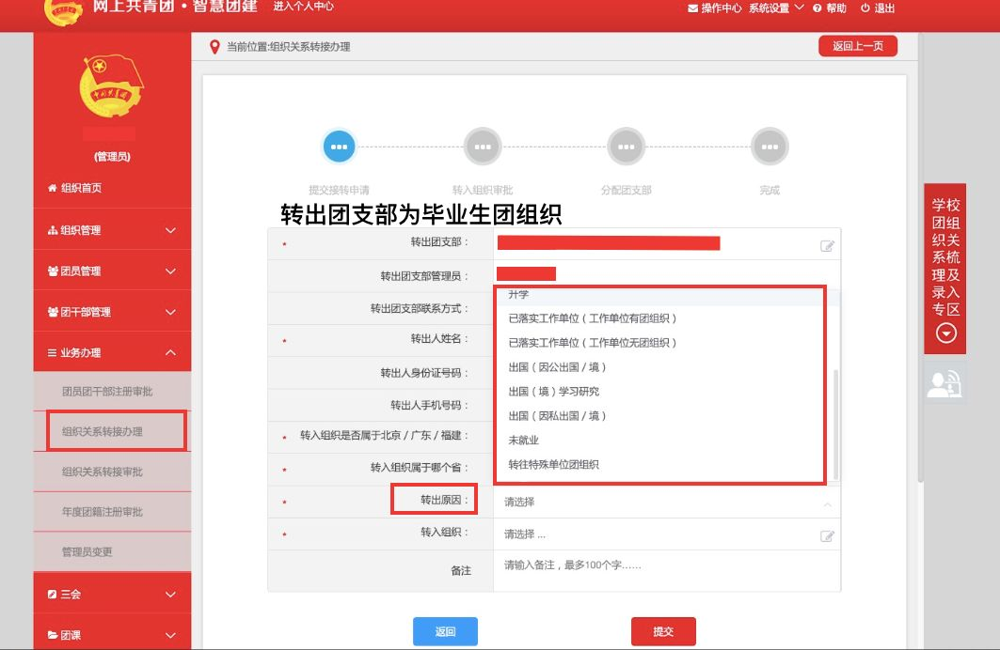 网上共青团·智慧团建
进入个人中心
操作中心 系统设置 帮助 退出
当前位置:组织关系转接办理
返回上一页
(管理员)
组织首页
组织管理
团员管理
团干部管理
业务办理
团员团干部注册审批
组织关系转接办理
组织关系转接审批
年度团籍注册审批
管理员变更
三会
团课
提交接转申请
转入组织审批
分配团支部
完成
转出团支部为毕业生团组织
* 转出团支部：
转出团支部管理员：
转出团支部联系方式：
* 转出人姓名：
转出人身份证号码：
转出人手机号码：
* 转入组织是否属于北京／广东／福建：
* 转入组织属于哪个省：
升学
已落实工作单位（工作单位有团组织）
已落实工作单位（工作单位无团组织）
出国（因公出国／境）
出国（境）学习研究
出国（因私出国／境）
未就业
转往特殊单位团组织
* 转出原因：
请选择
* 转入组织：
请选择 ...
备注
请输入备注，最多100个字……
返回
提交
学校
团组
织关
系梳
理及
录入
专区